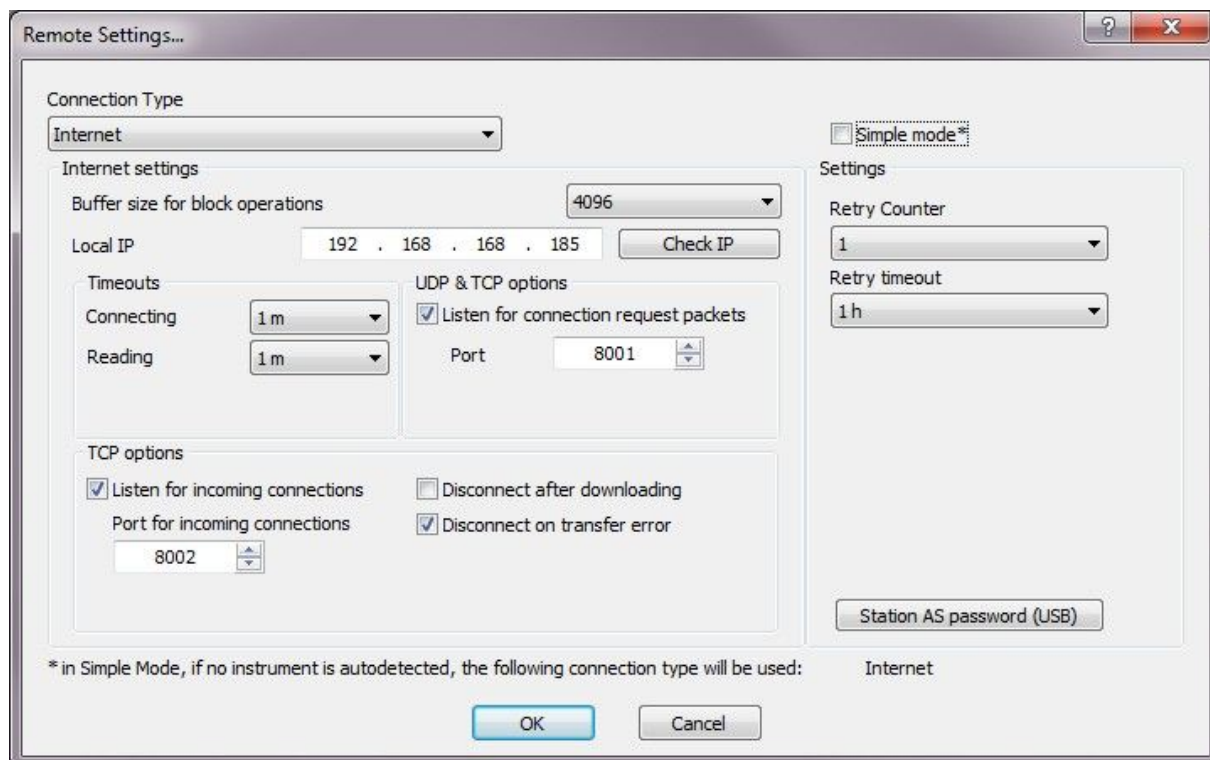 Remote Settings...
Connection Type
Internet
Simple mode*
Internet settings
Settings
Buffer size for block operations 4096
Retry Counter
Local IP 192 . 168 . 168 . 185 Check IP
1
Timeouts
UDP & TCP options
Retry timeout
Connecting 1 m
Listen for connection request packets
1 h
Reading 1 m
Port 8001
TCP options
Listen for incoming connections
Disconnect after downloading
Port for incoming connections
Disconnect on transfer error
8002
Station AS password (USB)
* in Simple Mode, if no instrument is autodetected, the following connection type will be used: Internet
OK
Cancel